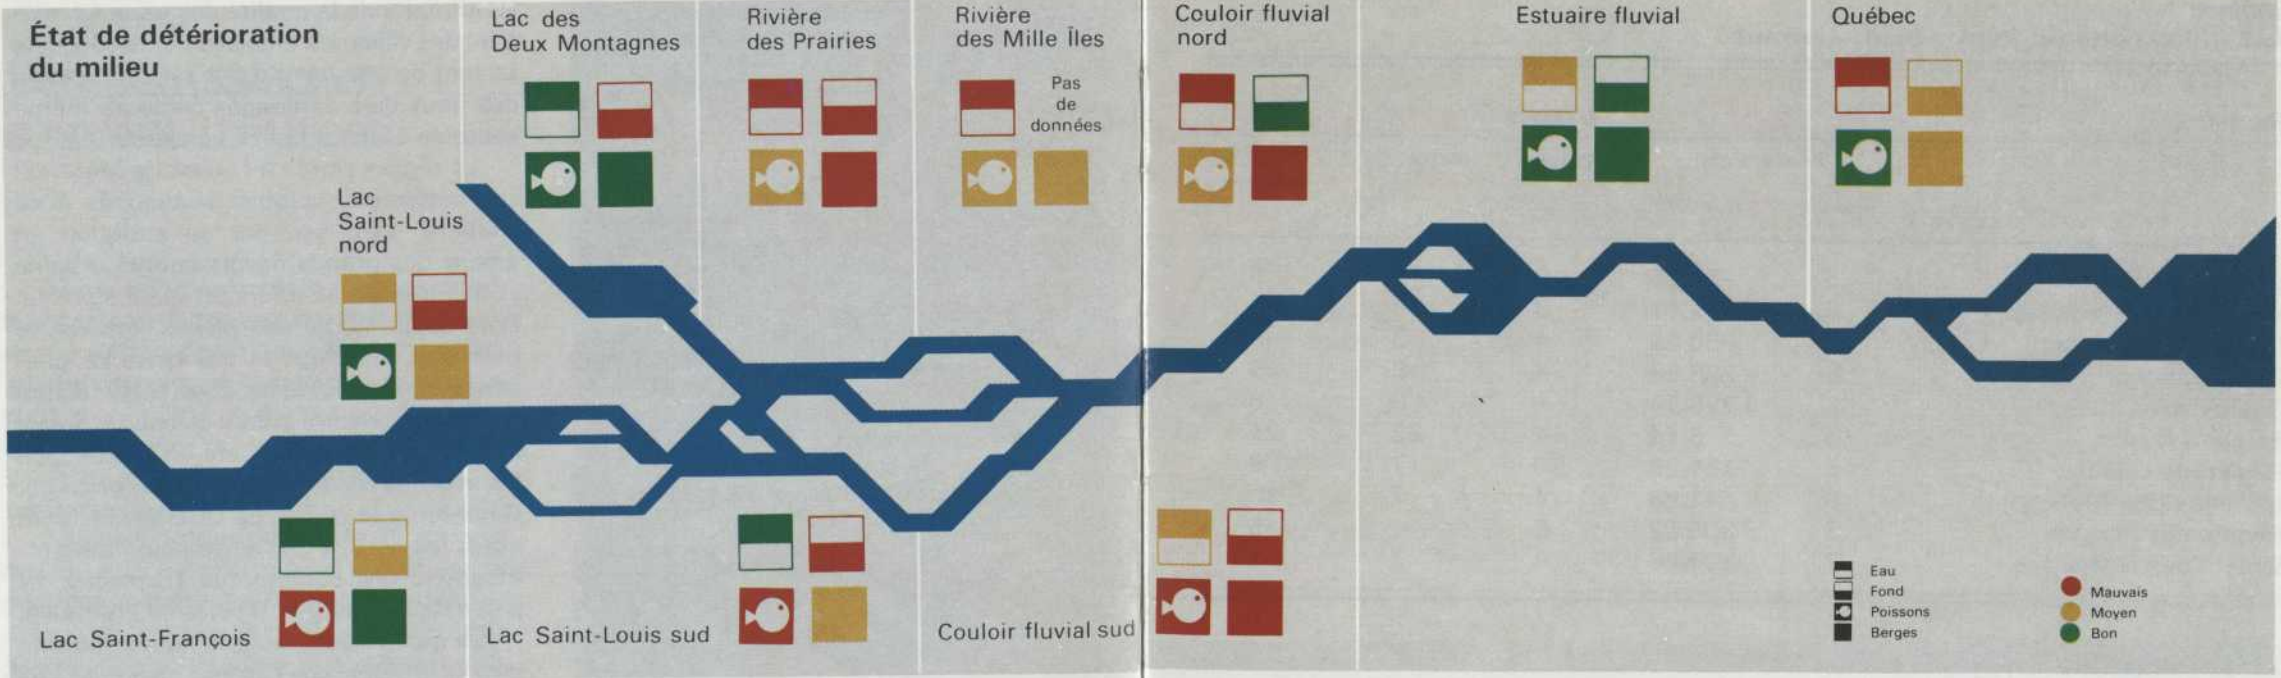 État de détérioration
du milieu
Lac des
Deux Montagnes
Rivière
des Prairies
Rivière
des Mille Îles
Pas
de
données
Couloir fluvial
nord
Estuaire fluvial
Québec
Lac
Saint-Louis
nord
Lac Saint-François
Lac Saint-Louis sud
Couloir fluvial sud
Eau
Fond
Poissons
Berges
Mauvais
Moyen
Bon